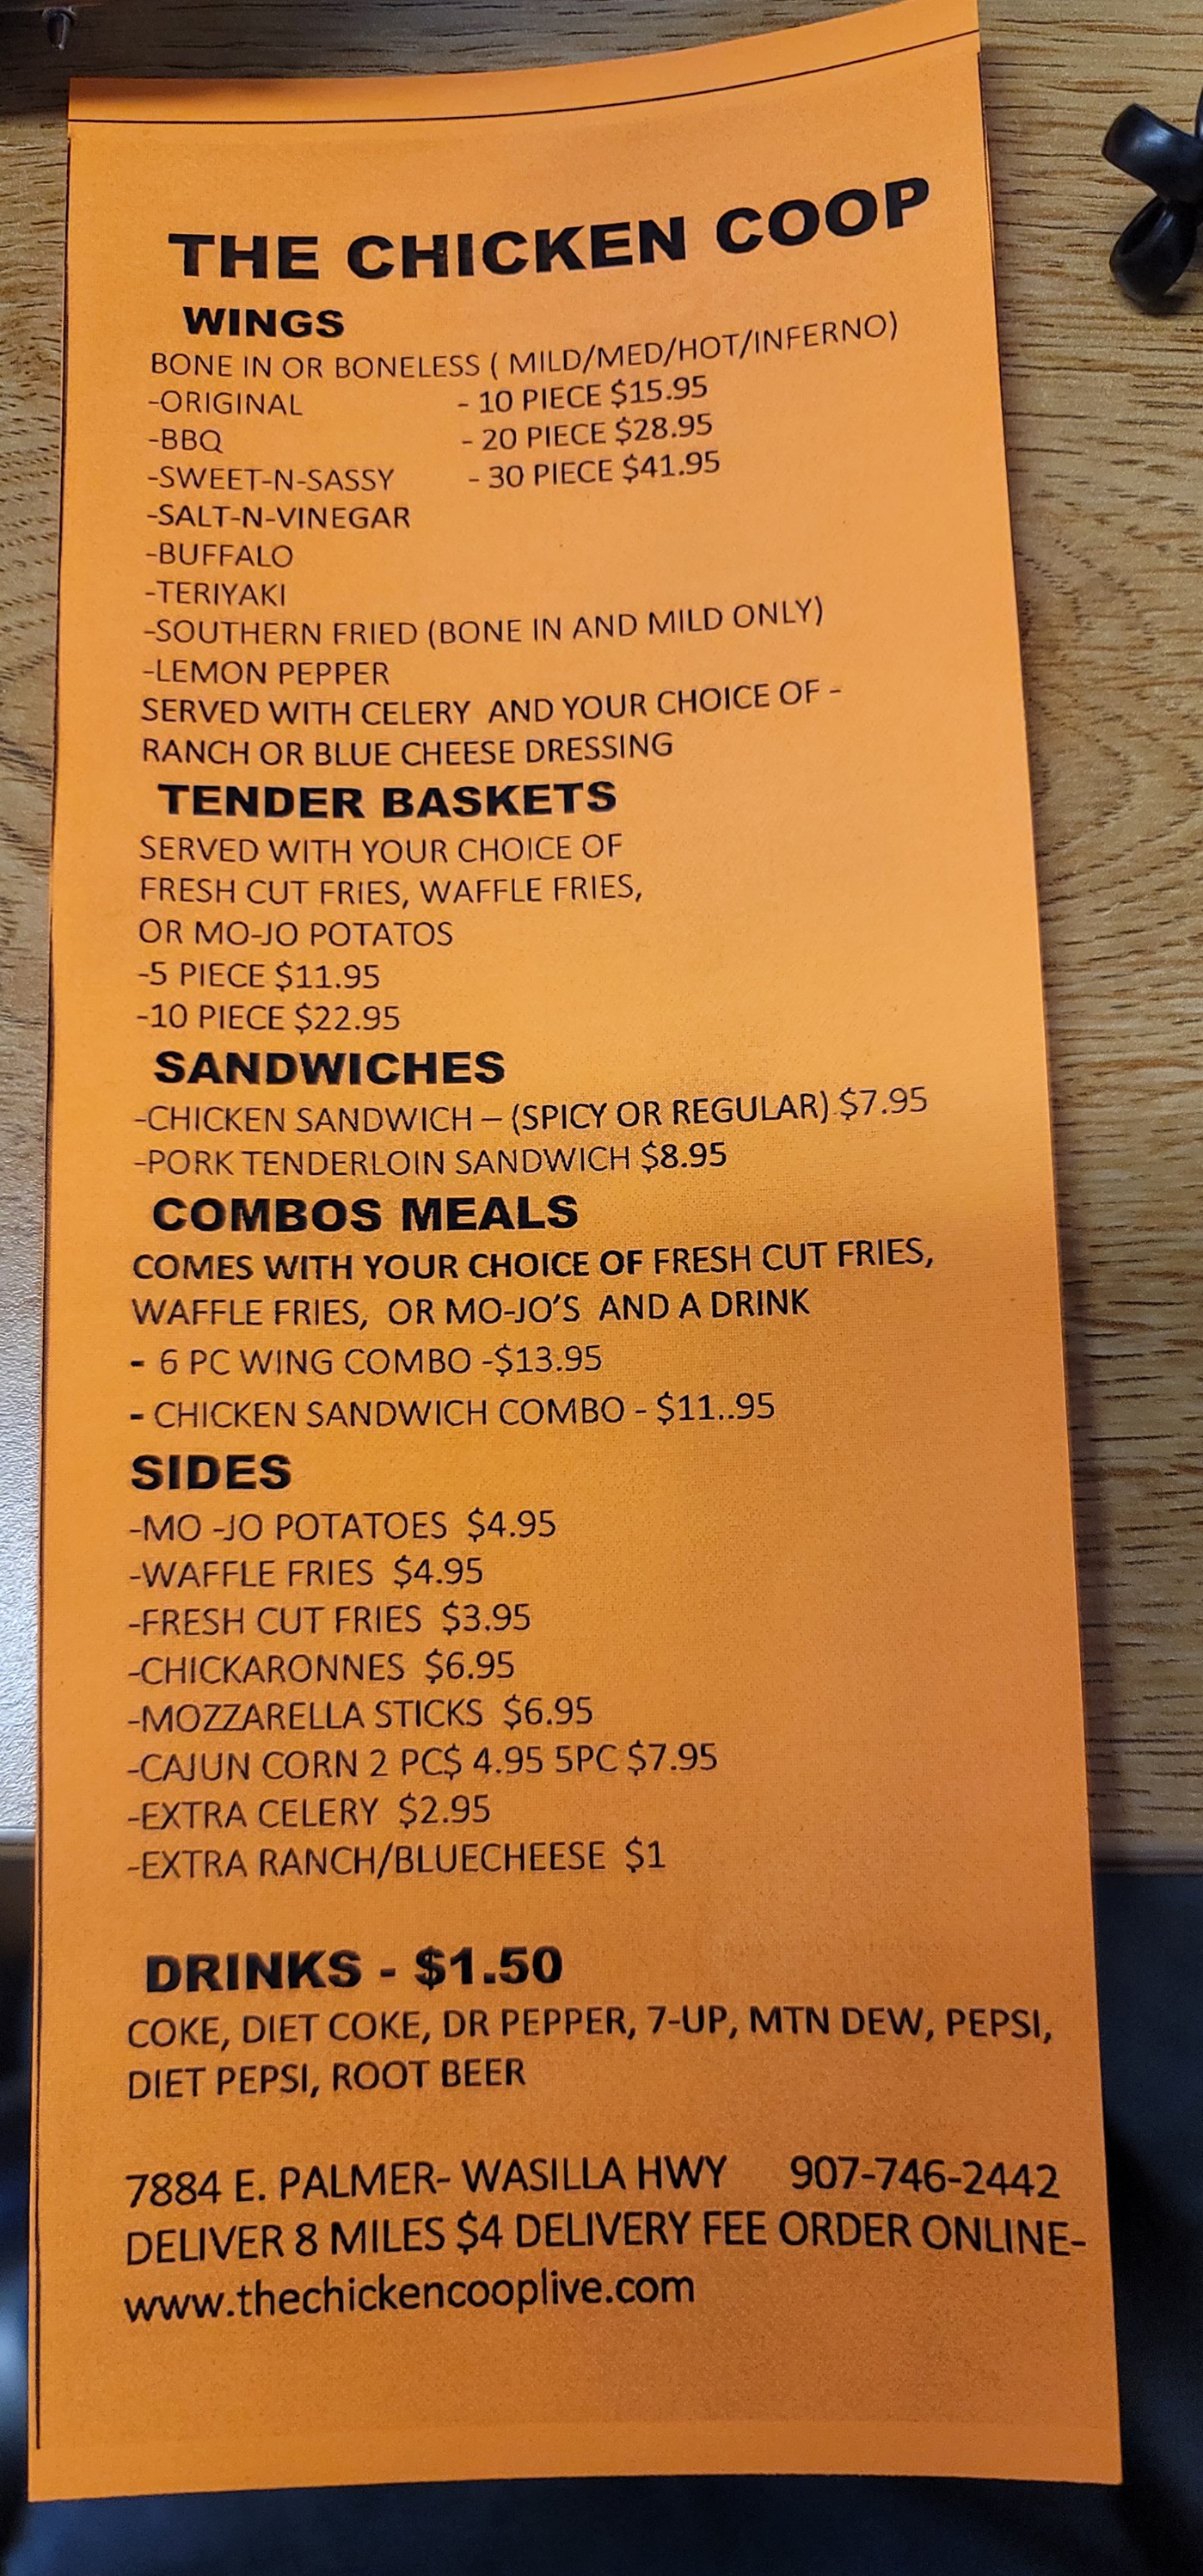 THE CHICKEN COOP
WINGS
BONE IN OR BONELESS ( MILD/MED/HOT/INFERNO)
-ORIGINAL - 10 PIECE $15.95
-BBQ - 20 PIECE $28.95
-SWEET-N-SASSY - 30 PIECE $41.95
-SALT-N-VINEGAR
-BUFFALO
-TERIYAKI
-SOUTHERN FRIED (BONE IN AND MILD ONLY)
-LEMON PEPPER
SERVED WITH CELERY AND YOUR CHOICE OF -
RANCH OR BLUE CHEESE DRESSING
TENDER BASKETS
SERVED WITH YOUR CHOICE OF
FRESH CUT FRIES, WAFFLE FRIES,
OR MO-JO POTATOS
-5 PIECE $11.95
-10 PIECE $22.95
SANDWICHES
-CHICKEN SANDWICH – (SPICY OR REGULAR) $7.95
-PORK TENDERLOIN SANDWICH $8.95
COMBOS MEALS
COMES WITH YOUR CHOICE OF FRESH CUT FRIES,
WAFFLE FRIES, OR MO-JO'S AND A DRINK
- 6 PC WING COMBO -$13.95
- CHICKEN SANDWICH COMBO - $11..95
SIDES
-MO -JO POTATOES $4.95
-WAFFLE FRIES $4.95
-FRESH CUT FRIES $3.95
-CHICKARONNES $6.95
-MOZZARELLA STICKS $6.95
-CAJUN CORN 2 PC$ 4.95 5PC $7.95
-EXTRA CELERY $2.95
-EXTRA RANCH/BLUECHEESE $1
DRINKS - $1.50
COKE, DIET COKE, DR PEPPER, 7-UP, MTN DEW, PEPSI,
DIET PEPSI, ROOT BEER
7884 E. PALMER- WASILLA HWY 907-746-2442
DELIVER 8 MILES $4 DELIVERY FEE ORDER ONLINE-
www.thechickencooplive.com